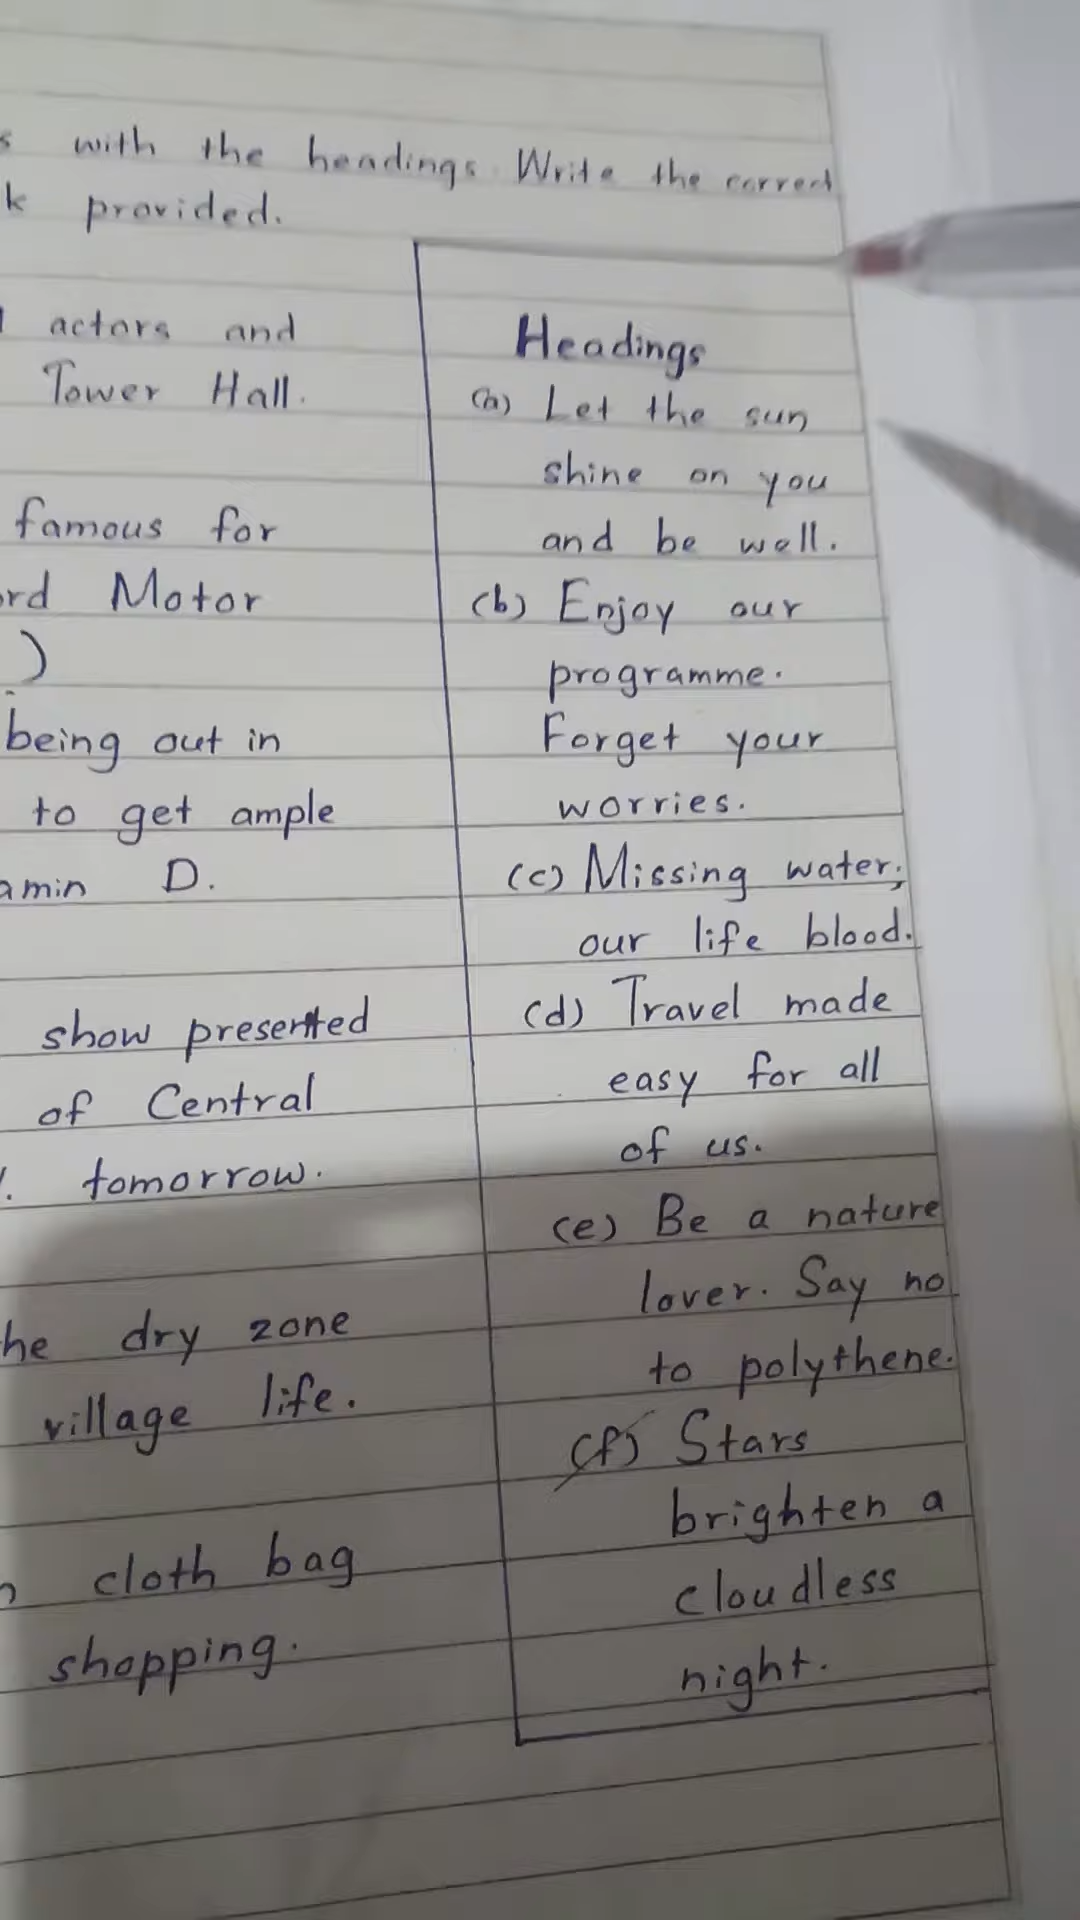 with the headings. Write the correct
provided.
actors and
Tower Hall.
famous for
Motor
)
being out in
to get ample
D.
show presented
of Central
tomorrow.
dry zone
village life.
cloth bag
shopping.
Headings
(a) Let the sun
shine on you
and be well.
(b) Enjoy our
programme.
Forget your
worries.
(c) Missing water;
our life blood.
(d) Travel made
easy for all
of us.
(e) Be a nature
lover. Say no
to polythene.
(f) Stars
brighten a
cloudless
night.